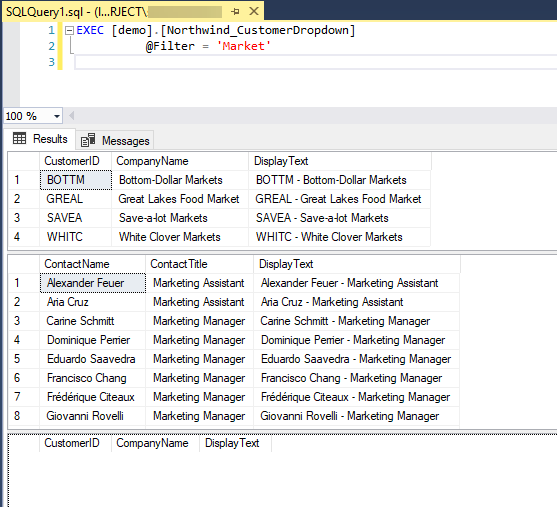 SQLQuery1.sql - (l...RJECT\
1 EXEC [demo].[Northwind_CustomerDropdown]
2 @Filter = 'Market'
3
100 %
Results Messages
CustomerID CompanyName DisplayText
1 BOTTM Bottom-Dollar Markets BOTTM - Bottom-Dollar Markets
2 GREAL Great Lakes Food Market GREAL - Great Lakes Food Market
3 SAVEA Save-a-lot Markets SAVEA - Save-a-lot Markets
4 WHITC White Clover Markets WHITC - White Clover Markets
ContactName ContactTitle DisplayText
1 Alexander Feuer Marketing Assistant Alexander Feuer - Marketing Assistant
2 Aria Cruz Marketing Assistant Aria Cruz - Marketing Assistant
3 Carine Schmitt Marketing Manager Carine Schmitt - Marketing Manager
4 Dominique Perrier Marketing Manager Dominique Perrier - Marketing Manager
5 Eduardo Saavedra Marketing Manager Eduardo Saavedra - Marketing Manager
6 Francisco Chang Marketing Manager Francisco Chang - Marketing Manager
7 Frédérique Citeaux Marketing Manager Frédérique Citeaux - Marketing Manager
8 Giovanni Rovelli Marketing Manager Giovanni Rovelli - Marketing Manager
CustomerID CompanyName DisplayText